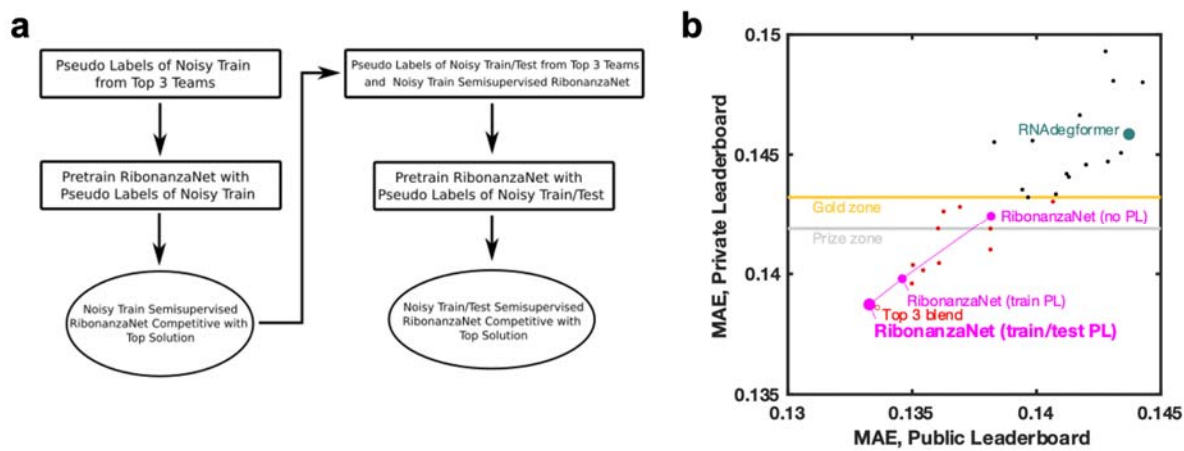 a
Pseudo Labels of Noisy Train
from Top 3 Teams
Pretrain RibonanzaNet with
Pseudo Labels of Noisy Train
Noisy Train Semisupervised
RibonanzaNet Competitive with
Top Solution
Pseudo Labels of Noisy Train/Test from Top 3 Teams
and Noisy Train Semisupervised RibonanzaNet
Pretrain RibonanzaNet with
Pseudo Labels of Noisy Train/Test
Noisy Train/Test Semisupervised
RibonanzaNet Competitive with
Top Solution
b
MAE, Private Leaderboard
0.15
0.145
0.14
0.135
RNAdegformer
Gold zone
RibonanzaNet (no PL)
Prize zone
RibonanzaNet (train PL)
Top 3 blend
RibonanzaNet (train/test PL)
0.13
0.135
0.14
0.145
MAE, Public Leaderboard